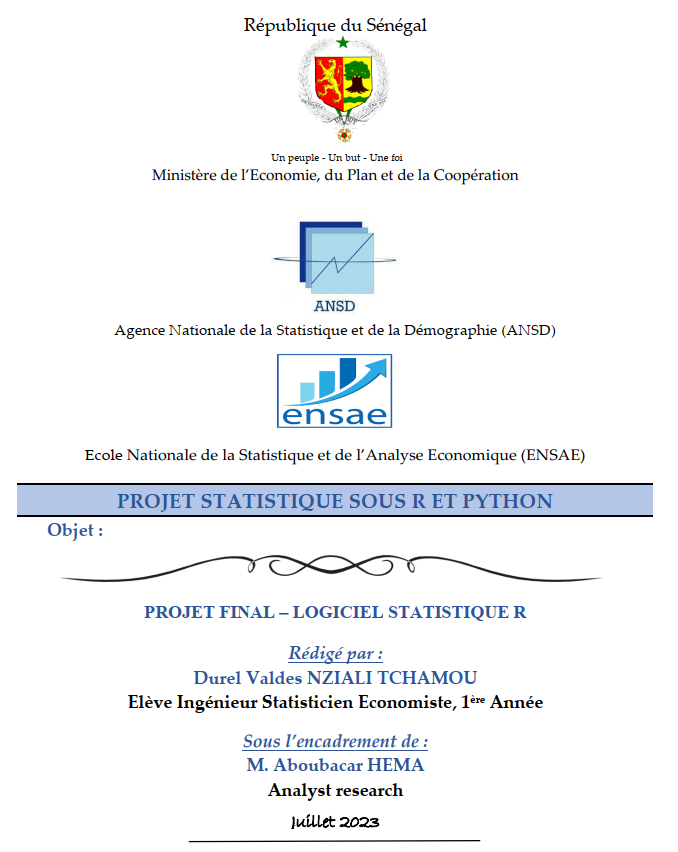 République du Sénégal
Un peuple - Un but - Une foi
Ministère de l'Economie, du Plan et de la Coopération
ANSD
Agence Nationale de la Statistique et de la Démographie (ANSD)
ensae
Ecole Nationale de la Statistique et de l'Analyse Economique (ENSAE)
PROJET STATISTIQUE SOUS R ET PYTHON
Objet :
PROJET FINAL – LOGICIEL STATISTIQUE R
Rédigé par :
Durel Valdes NZIALI TCHAMOU
Elève Ingénieur Statisticien Economiste, 1ère Année
Sous l'encadrement de :
M. Aboubacar HEMA
Analyst research
Juillet 2023